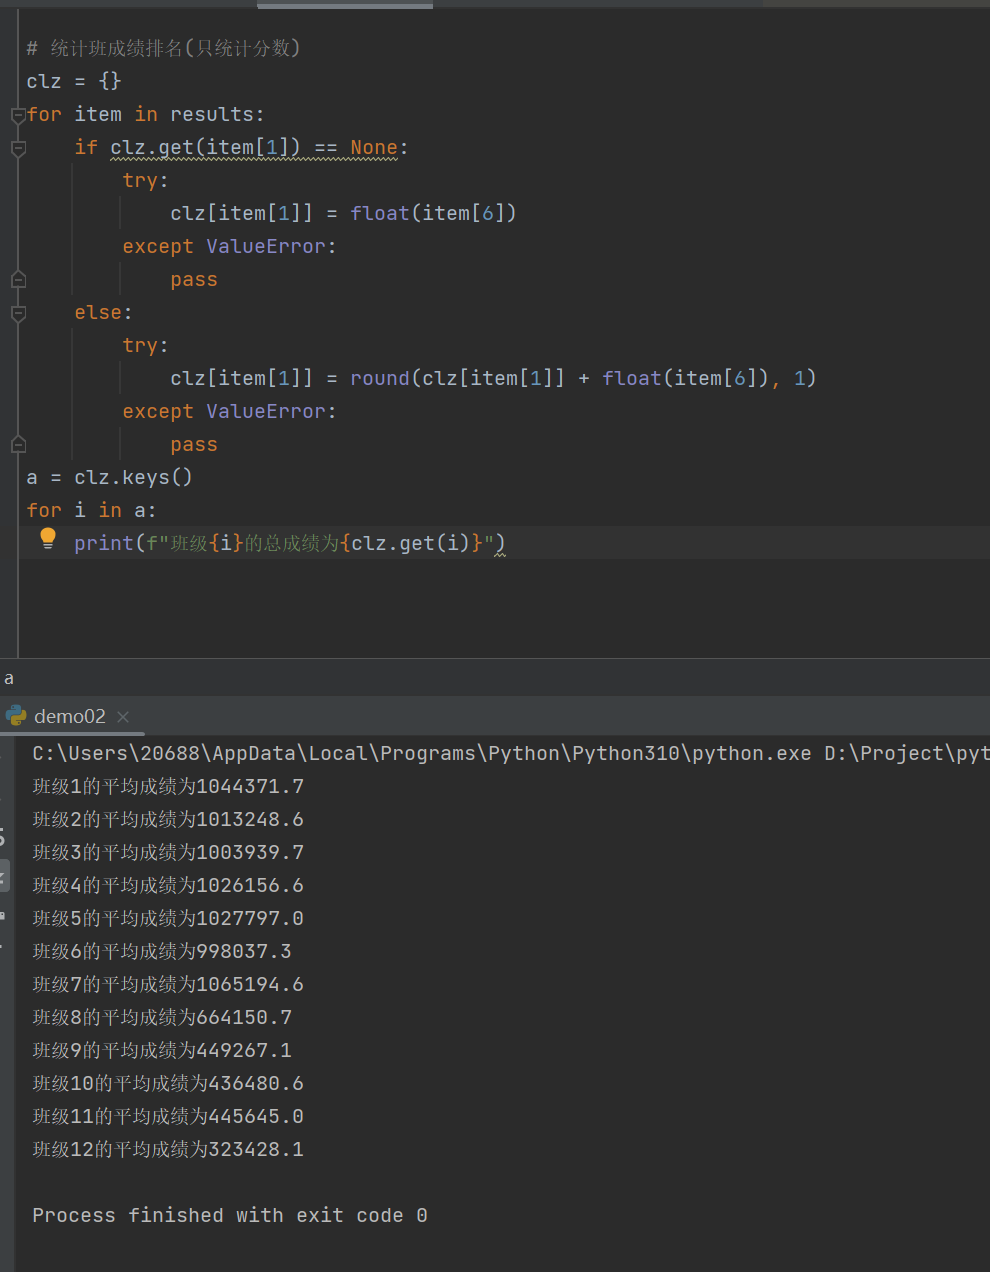 # 统计班成绩排名(只统计分数)
clz = {}
for item in results:
    if clz.get(item[1]) == None:
        try:
            clz[item[1]] = float(item[6])
        except ValueError:
            pass
    else:
        try:
            clz[item[1]] = round(clz[item[1]] + float(item[6]), 1)
        except ValueError:
            pass
a = clz.keys()
for i in a:
    print(f"班级{i}的总成绩为{clz.get(i)}")
a
demo02
C:\Users\20688\AppData\Local\Programs\Python\Python310\python.exe D:\Project\pyt
班级1的平均成绩为1044371.7
班级2的平均成绩为1013248.6
班级3的平均成绩为1003939.7
班级4的平均成绩为1026156.6
班级5的平均成绩为1027797.0
班级6的平均成绩为998037.3
班级7的平均成绩为1065194.6
班级8的平均成绩为664150.7
班级9的平均成绩为449267.1
班级10的平均成绩为436480.6
班级11的平均成绩为445645.0
班级12的平均成绩为323428.1
Process finished with exit code 0